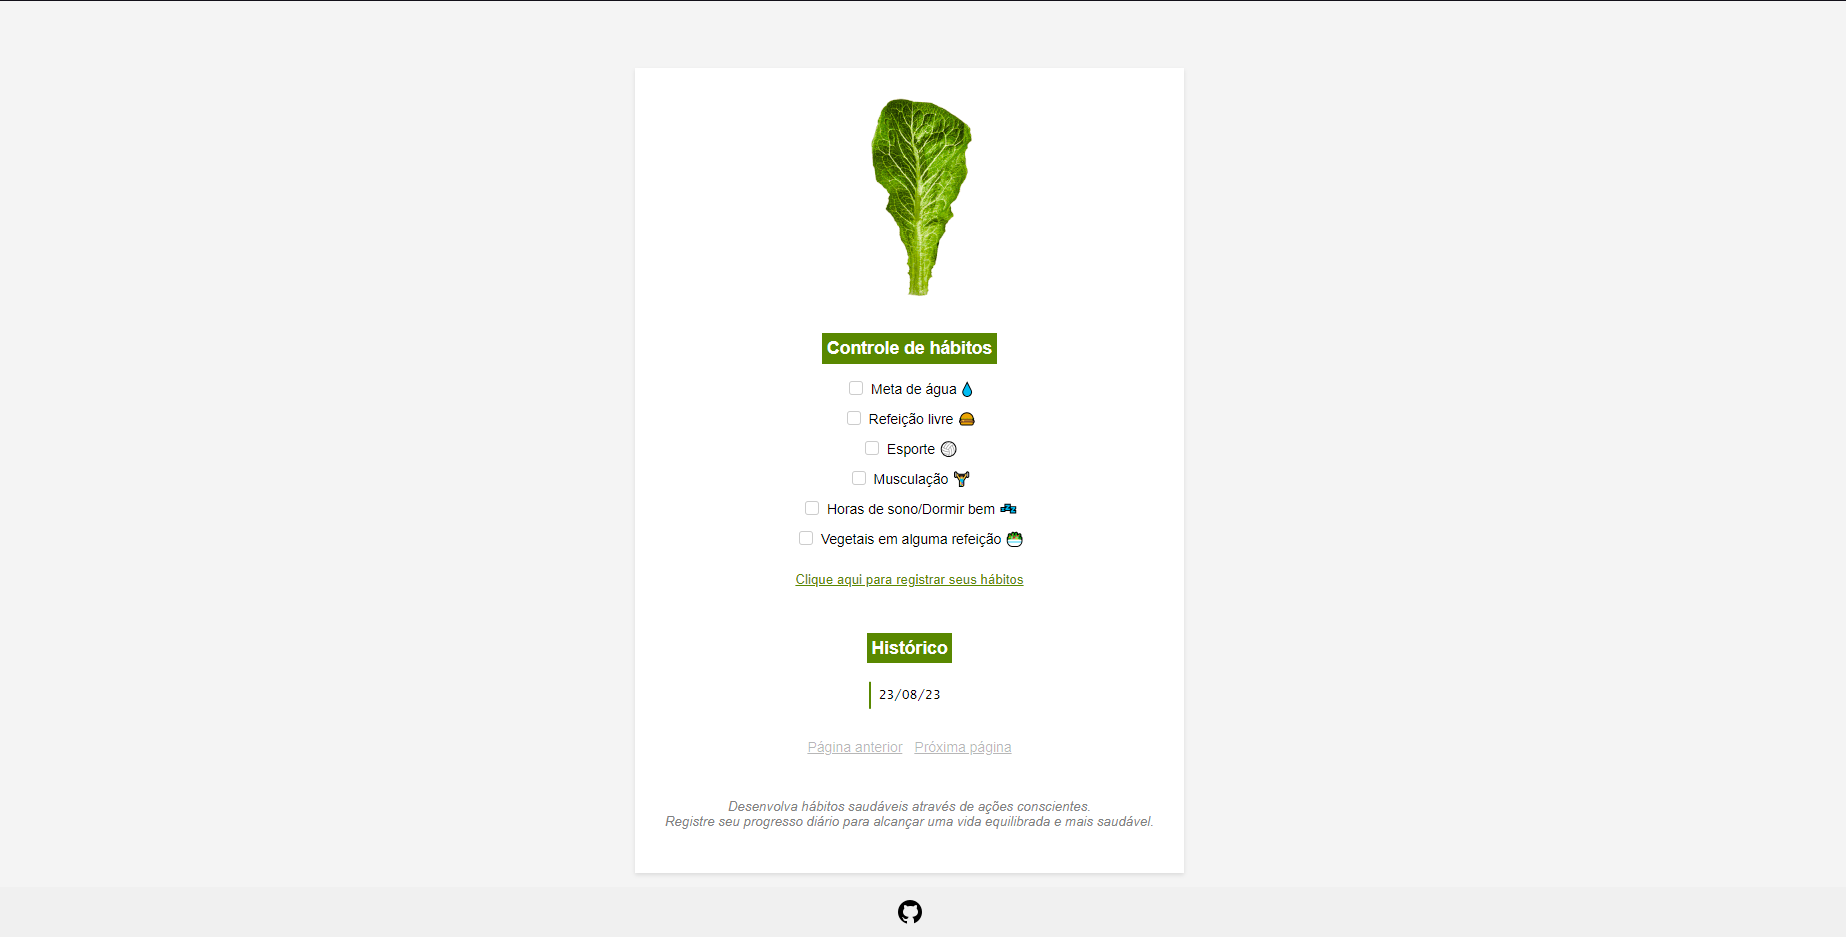 Controle de hábitos
Meta de água
Refeição livre
Esporte
Musculação
Horas de sono/Dormir bem
Vegetais em alguma refeição
Clique aqui para registrar seus hábitos
Histórico
23/08/23
Página anterior Próxima página
Desenvolva hábitos saudáveis através de ações conscientes.
Registre seu progresso diário para alcançar uma vida equilibrada e mais saudável.